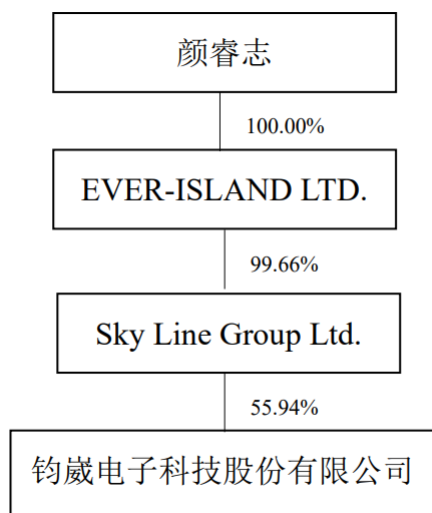 颜睿志
100.00%
EVER-ISLAND LTD.
99.66%
Sky Line Group Ltd.
55.94%
钧崴电子科技股份有限公司